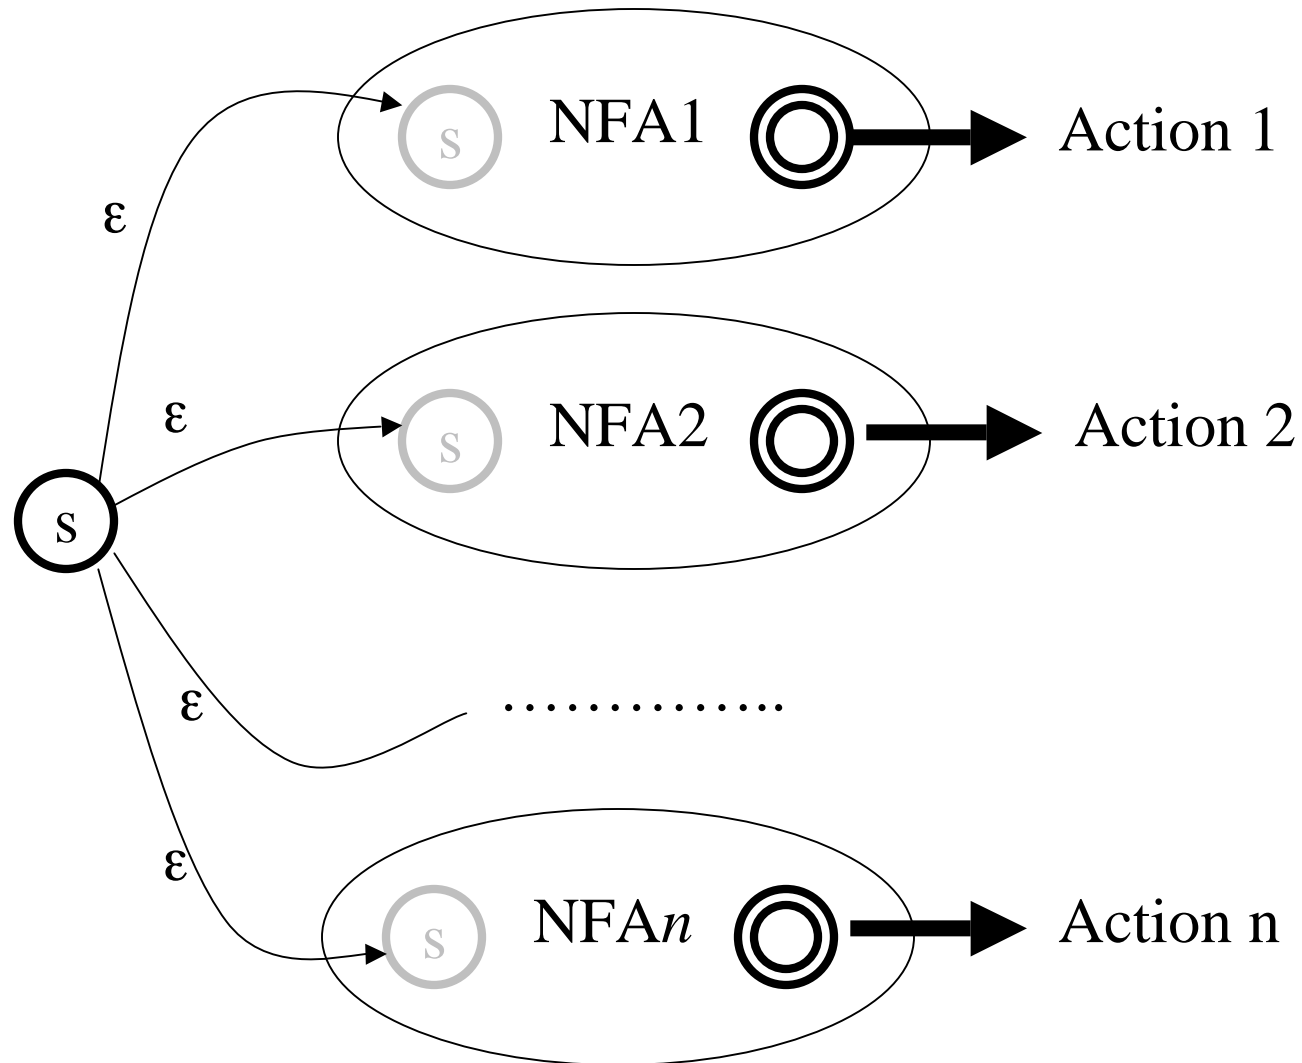 s NFA1 Action 1
ε
ε
s NFA2 Action 2
s
ε
…………..
ε
s NFAn Action n